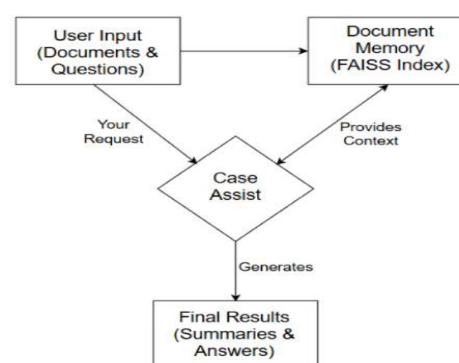 User Input
(Documents &
Questions)
Document
Memory
(FAISS Index)
Your
Request
Provides
Context
Case
Assist
Generates
Final Results
(Summaries &
Answers)